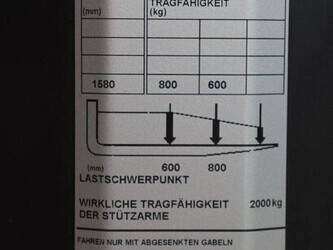 TRAGFÄHIGKEIT
(mm) (kg)
1580 800 600
(mm) 600 800
LASTSCHWERPUNKT
WIRKLICHE TRAGFÄHIGKEIT 2000 kg
DER STÜTZARME
FAHREN NUR MIT ABGESENKTEN GABELN